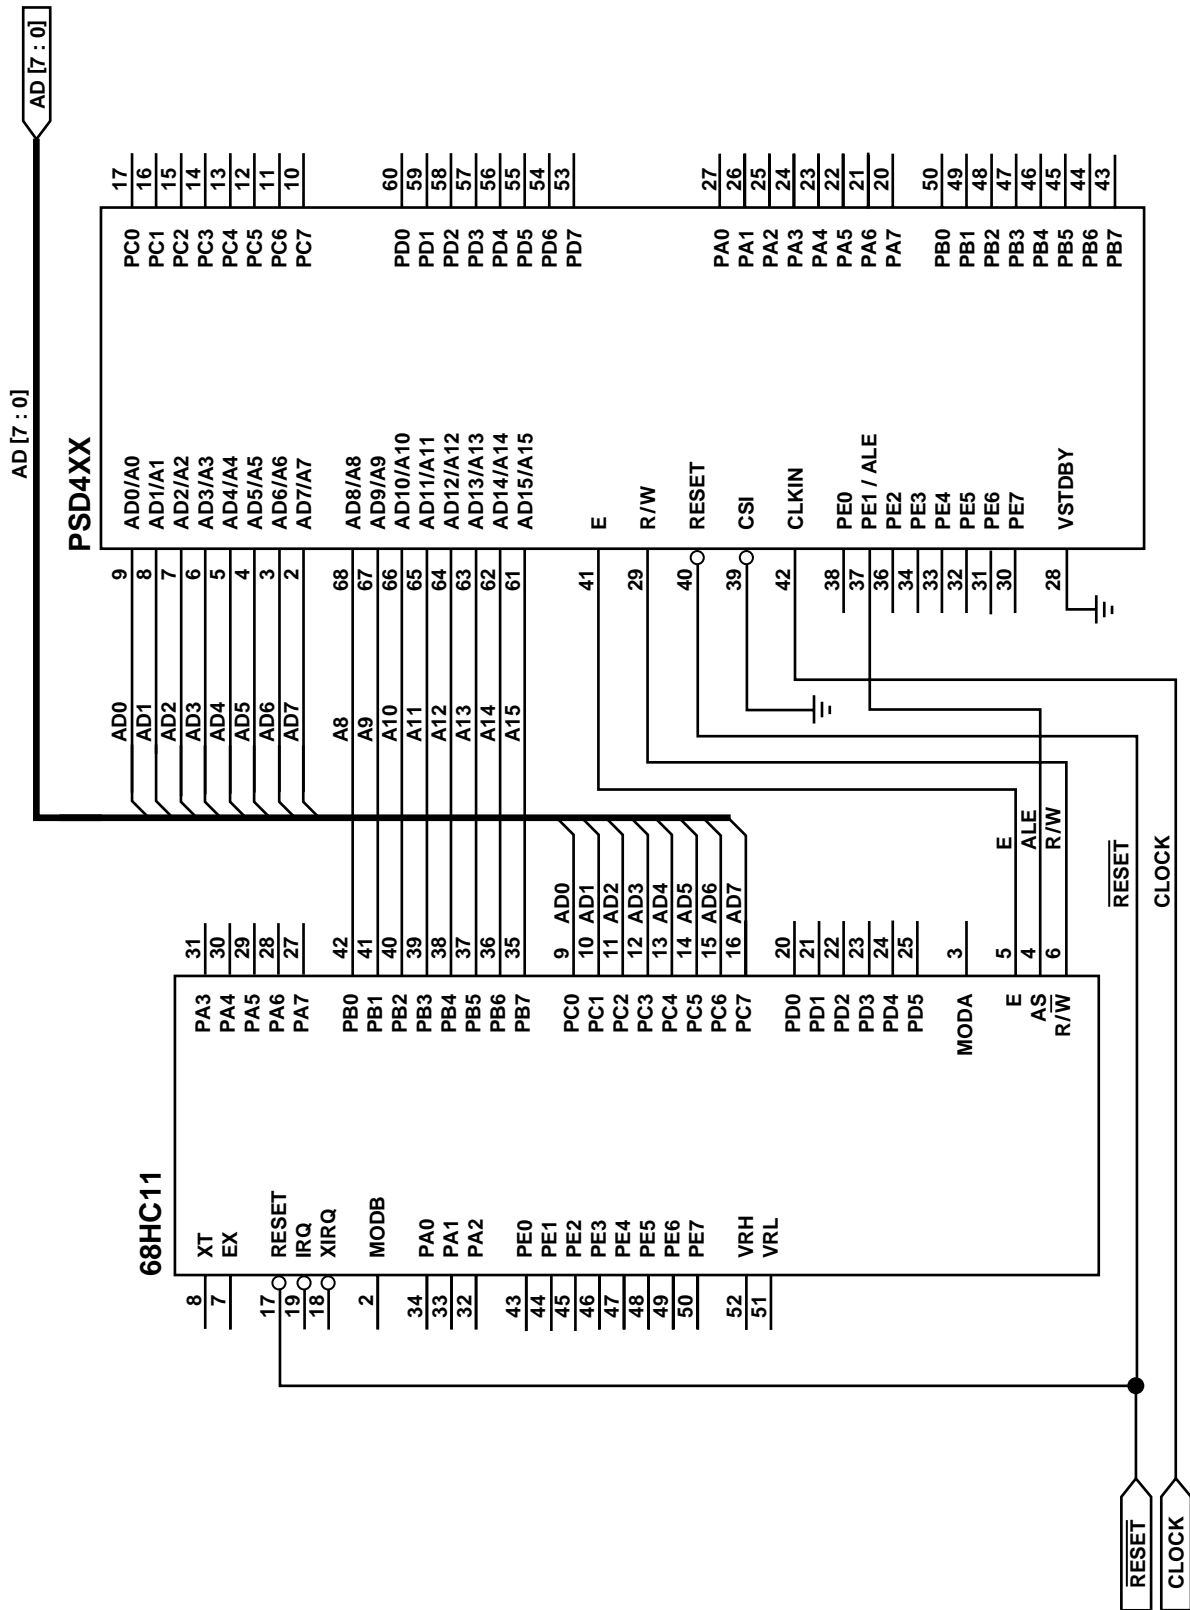 AD [7 : 0]
AD [7 : 0]
68HC11
8 XT
7 EX
17 RESET
19 IRQ
18 XIRQ
2 MODB
34 PA0
33 PA1
32 PA2
43 PE0
44 PE1
45 PE2
46 PE3
47 PE4
48 PE5
49 PE6
50 PE7
52 VRH
51 VRL
PA3 31
PA4 30
PA5 29
PA6 28
PA7 27
PB0 42
PB1 41
PB2 40
PB3 39
PB4 38
PB5 37
PB6 36
PB7 35
PC0 9 AD0
PC1 10 AD1
PC2 11 AD2
PC3 12 AD3
PC4 13 AD4
PC5 14 AD5
PC6 15 AD6
PC7 16 AD7
PD0 20
PD1 21
PD2 22
PD3 23
PD4 24
PD5 25
MODA 3
E 5 E
AS 4 ALE
R/W̅ 6 R/W
PSD4XX
AD0 9 AD0/A0
AD1 8 AD1/A1
AD2 7 AD2/A2
AD3 6 AD3/A3
AD4 5 AD4/A4
AD5 4 AD5/A5
AD6 3 AD6/A6
AD7 2 AD7/A7
A8 68 AD8/A8
A9 67 AD9/A9
A10 66 AD10/A10
A11 65 AD11/A11
A12 64 AD12/A12
A13 63 AD13/A13
A14 62 AD14/A14
A15 61 AD15/A15
41 E
29 R/W
40 RESET
39 CSI
42 CLKIN
38 PE0
37 PE1 / ALE
36 PE2
34 PE3
33 PE4
32 PE5
31 PE6
30 PE7
28 VSTDBY
PC0 17
PC1 16
PC2 15
PC3 14
PC4 13
PC5 12
PC6 11
PC7 10
PD0 60
PD1 59
PD2 58
PD3 57
PD4 56
PD5 55
PD6 54
PD7 53
PA0 27
PA1 26
PA2 25
PA3 24
PA4 23
PA5 22
PA6 21
PA7 20
PB0 50
PB1 49
PB2 48
PB3 47
PB4 46
PB5 45
PB6 44
PB7 43
RESET
RESET
CLOCK
CLOCK